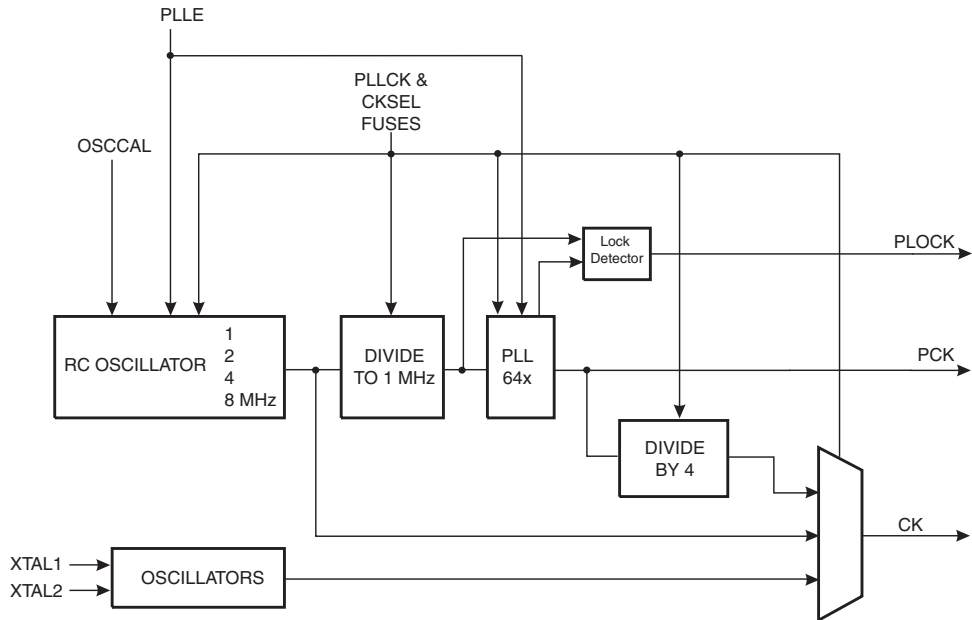 PLLE
PLLCK &
CKSEL
FUSES
OSCCAL
Lock
Detector
PLOCK
RC OSCILLATOR
1
2
4
8 MHz
DIVIDE
TO 1 MHz
PLL
64x
PCK
DIVIDE
BY 4
CK
XTAL1
XTAL2
OSCILLATORS